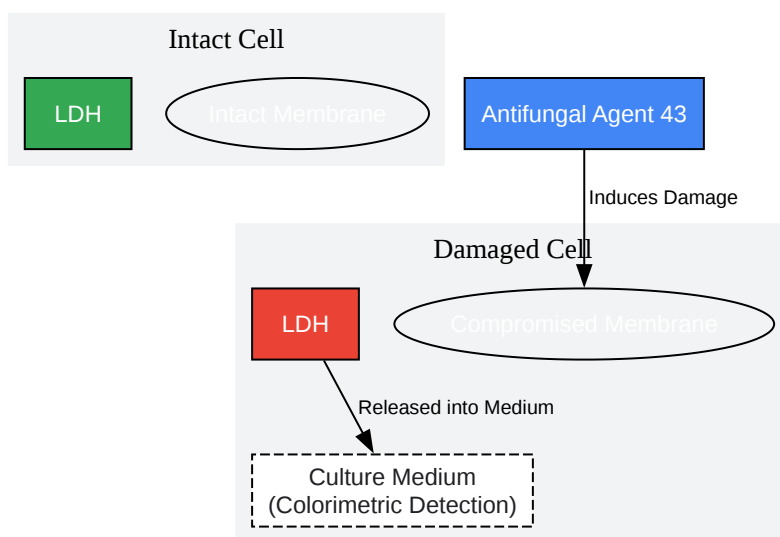 Intact Cell
LDH
Intact Membrane
Antifungal Agent 43
Induces Damage
Damaged Cell
LDH
Compromised Membrane
Released into Medium
Culture Medium
(Colorimetric Detection)